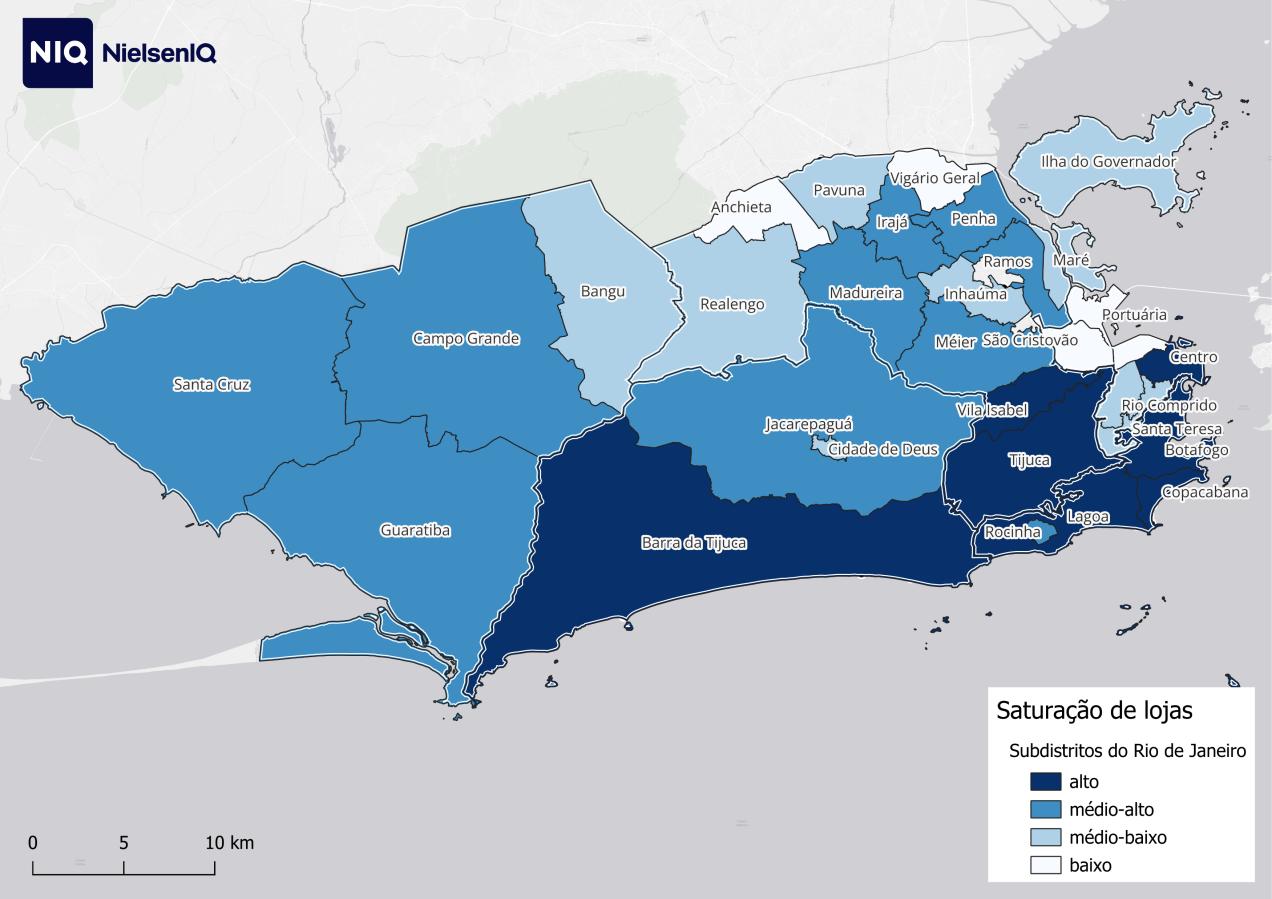 NIQ NielsenIQ
Ilha do Governador
Vigário Geral
Pavuna
Anchieta
Irajá
Penha
Ramos
Maré
Bangu
Realengo
Madureira
Inhaúma
Portuária
Campo Grande
Méier
São Cristovão
Centro
Santa Cruz
Vila Isabel
Rio Comprido
Jacarepaguá
Santa Teresa
Cidade de Deus
Botafogo
Tijuca
Copacabana
Guaratiba
Barra da Tijuca
Rocinha
Lagoa
Saturação de lojas
Subdistritos do Rio de Janeiro
alto
médio-alto
médio-baixo
baixo
0 5 10 km